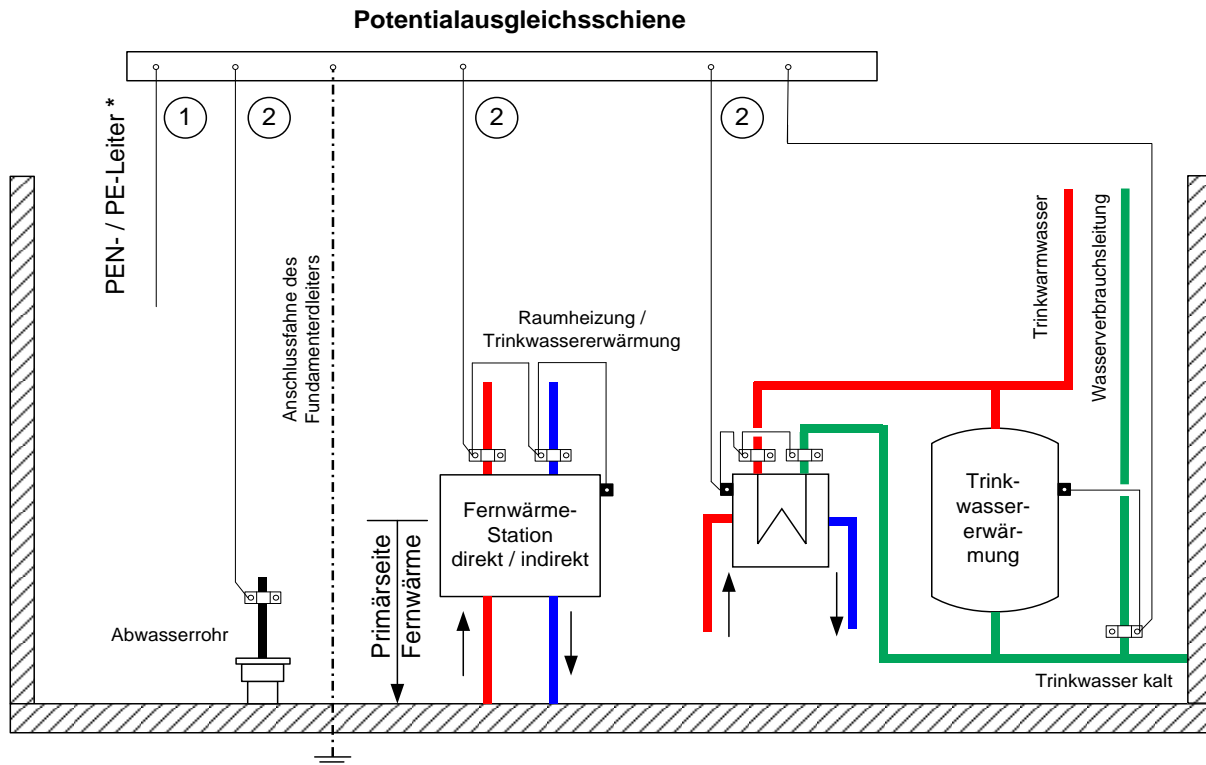 Potentialausgleichsschiene
PEN- / PE-Leiter *
1
2
2
2
Anschlussfahne des
Fundamenterdleiters
Raumheizung /
Trinkwassererwärmung
Trinkwarmwasser
Wasserverbrauchsleitung
Fernwärme-
Station
direkt / indirekt
Trink-
wasser-
erwär-
mung
Primärseite
Fernwärme
Abwasserrohr
Trinkwasser kalt